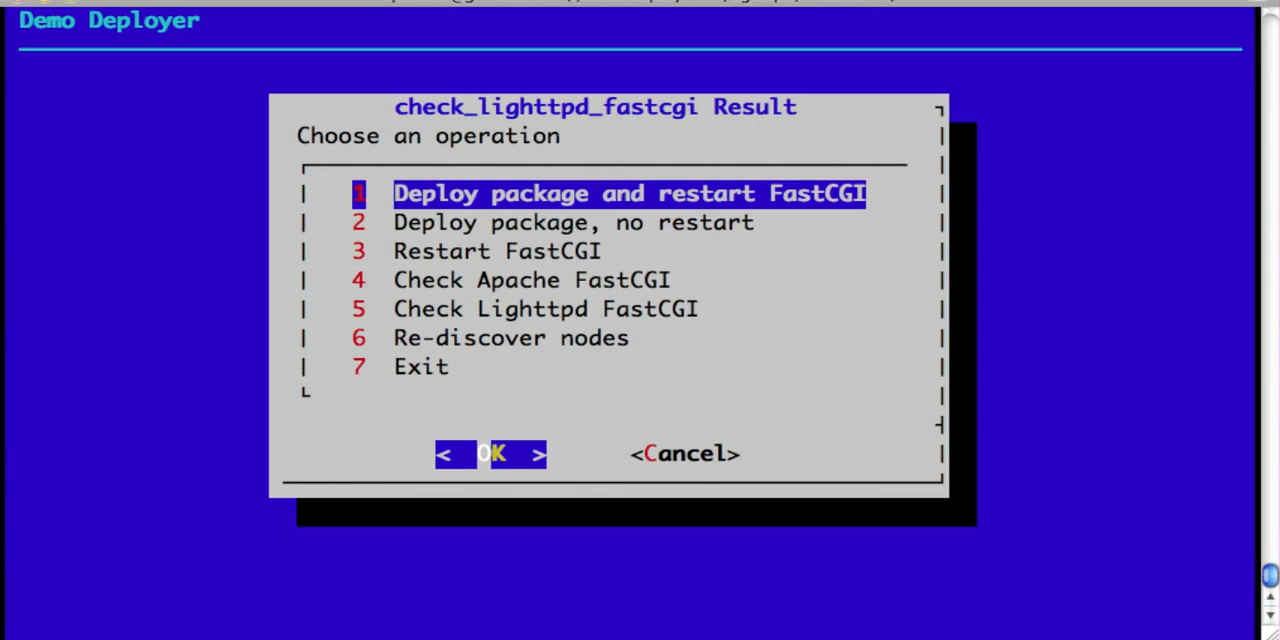 Demo Deployer
check_lighttpd_fastcgi Result
Choose an operation
1 Deploy package and restart FastCGI
2 Deploy package, no restart
3 Restart FastCGI
4 Check Apache FastCGI
5 Check Lighttpd FastCGI
6 Re-discover nodes
7 Exit
< OK > <Cancel>